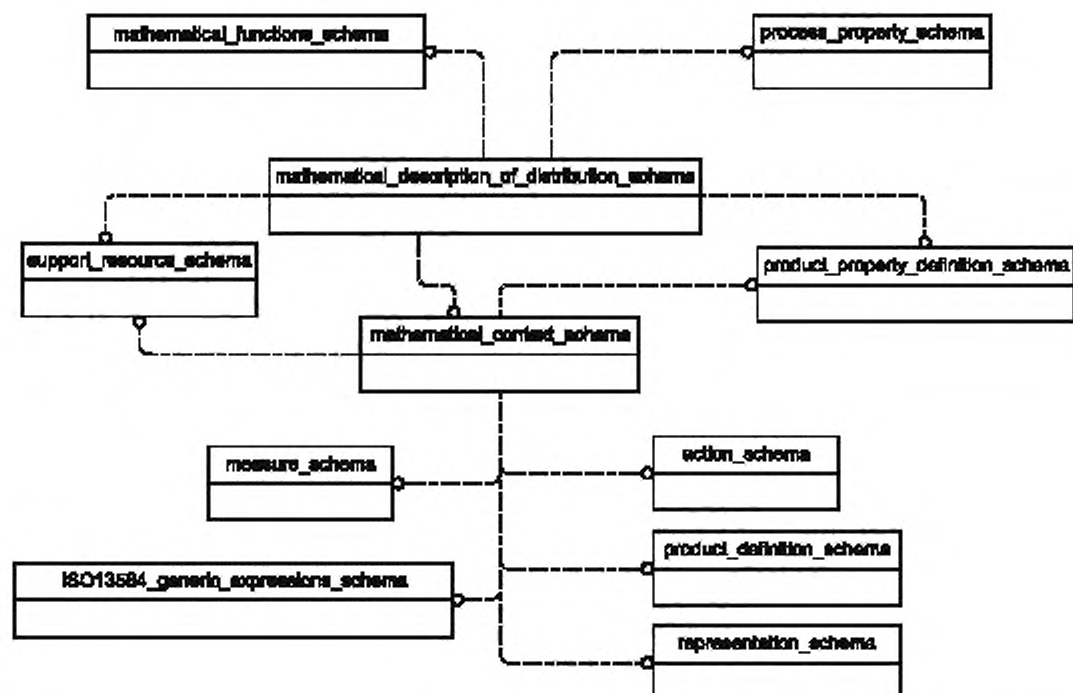 mathematical_functions_schema
process_property_schema
mathematical_description_of_distribution_schema
support_resource_schema
product_property_definition_schema
mathematical_context_schema
measure_schema
action_schema
product_definition_schema
ISO13584_generic_expressions_schema
representation_schema